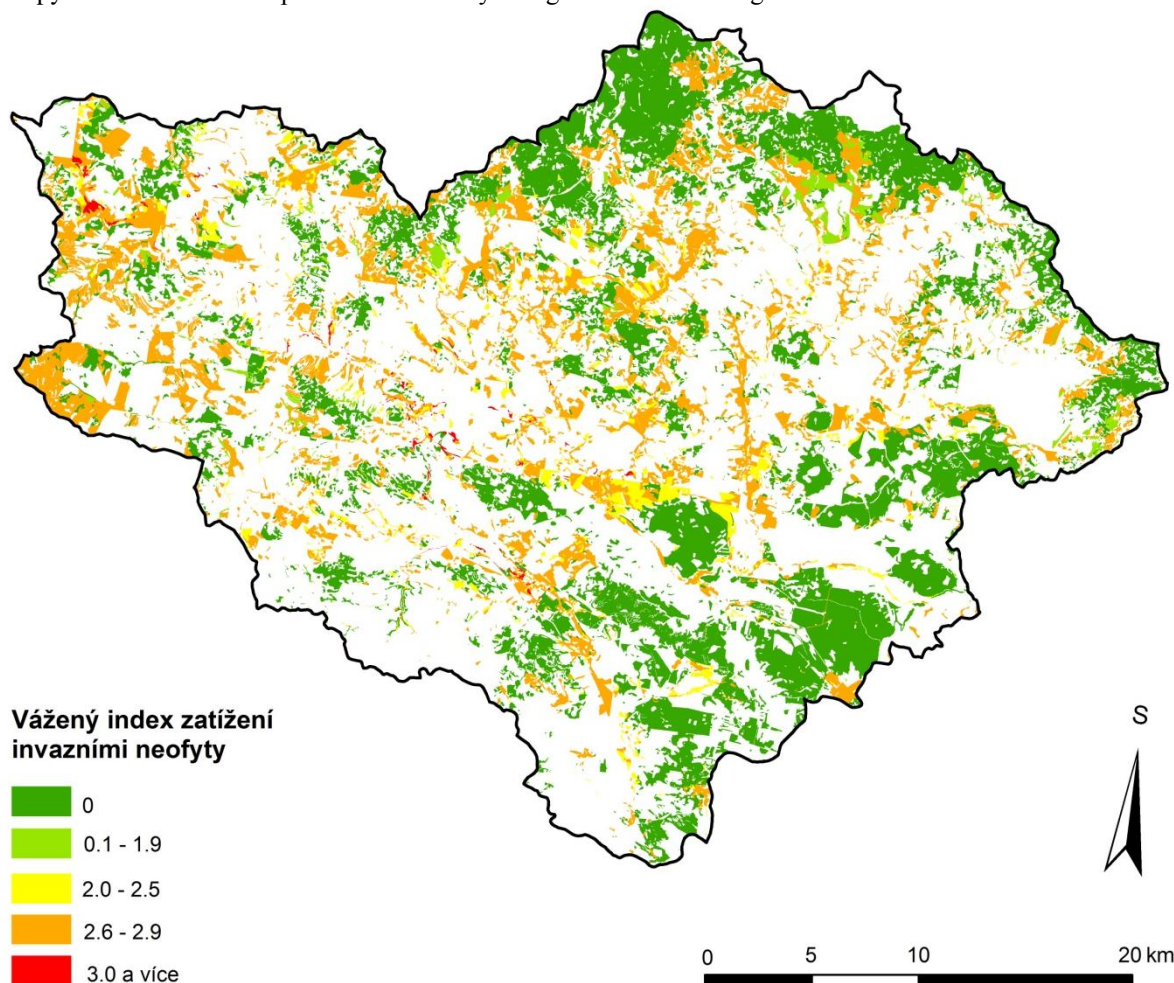 Vážený index zatížení
invazními neofyty
0
0.1 - 1.9
2.0 - 2.5
2.6 - 2.9
3.0 a více
S
0 5 10 20 km